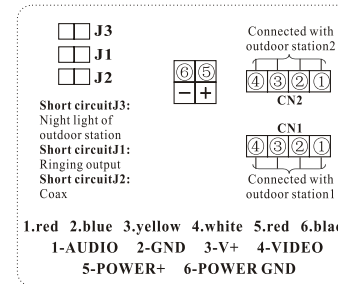 J3
J1
J2
Short circuitJ3:
Night light of
outdoor station
Short circuitJ1:
Ringing output
Short circuitJ2:
Coax
⑥ ⑤
− +
Connected with
outdoor station2
④ ③ ② ①
CN2
CN1
④ ③ ② ①
Connected with
outdoor station1
1.red 2.blue 3.yellow 4.white 5.red
1-AUDIO 2-GND 3-V+ 4-VIDEO
5-POWER+ 6-POWER GND